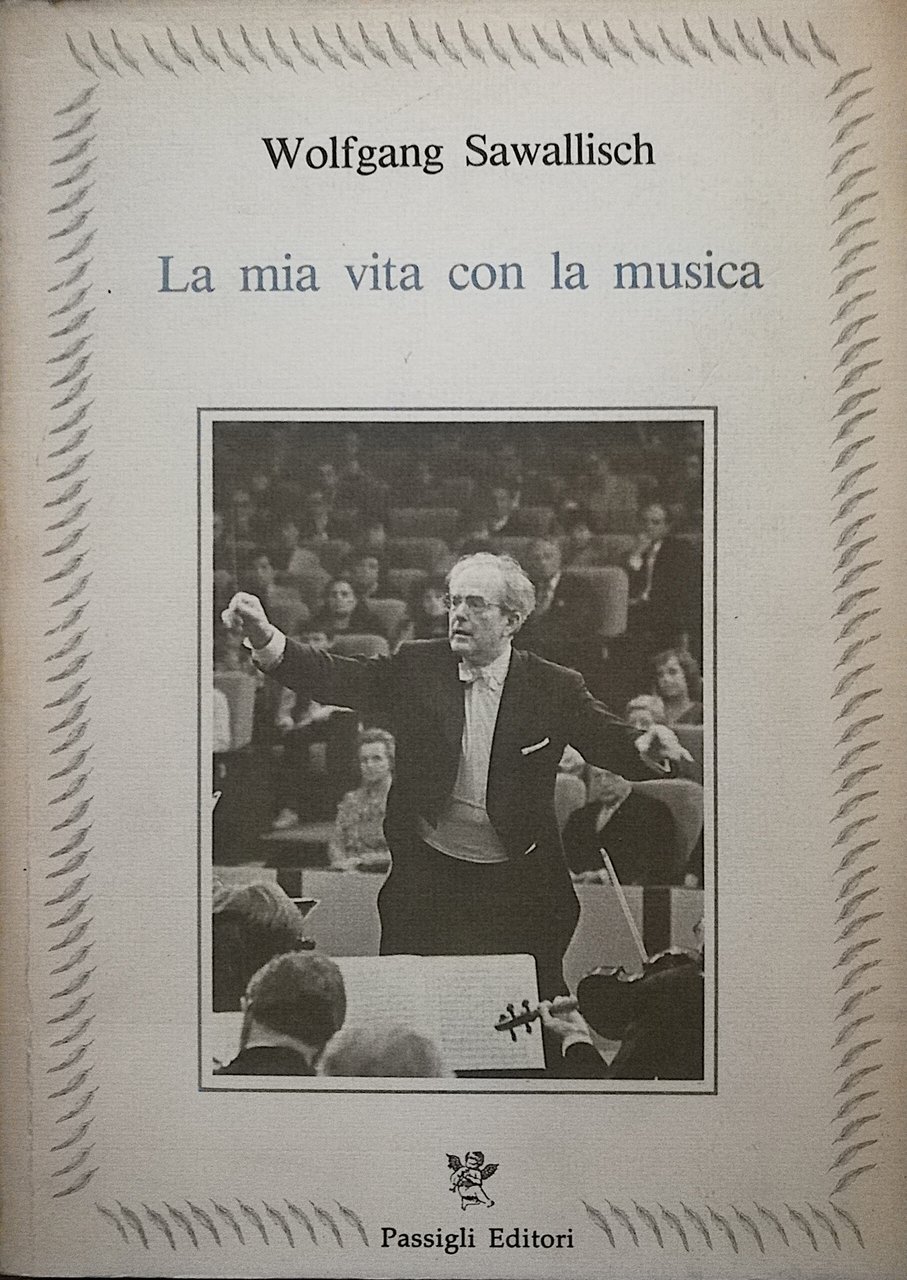 Wolfgang Sawallisch
La mia vita con la musica
Passigli Editori